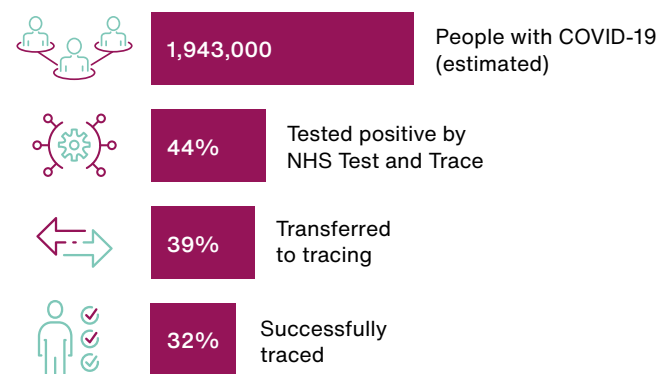 1,943,000
People with COVID-19
(estimated)
44%
Tested positive by
NHS Test and Trace
39%
Transferred
to tracing
32%
Successfully
traced